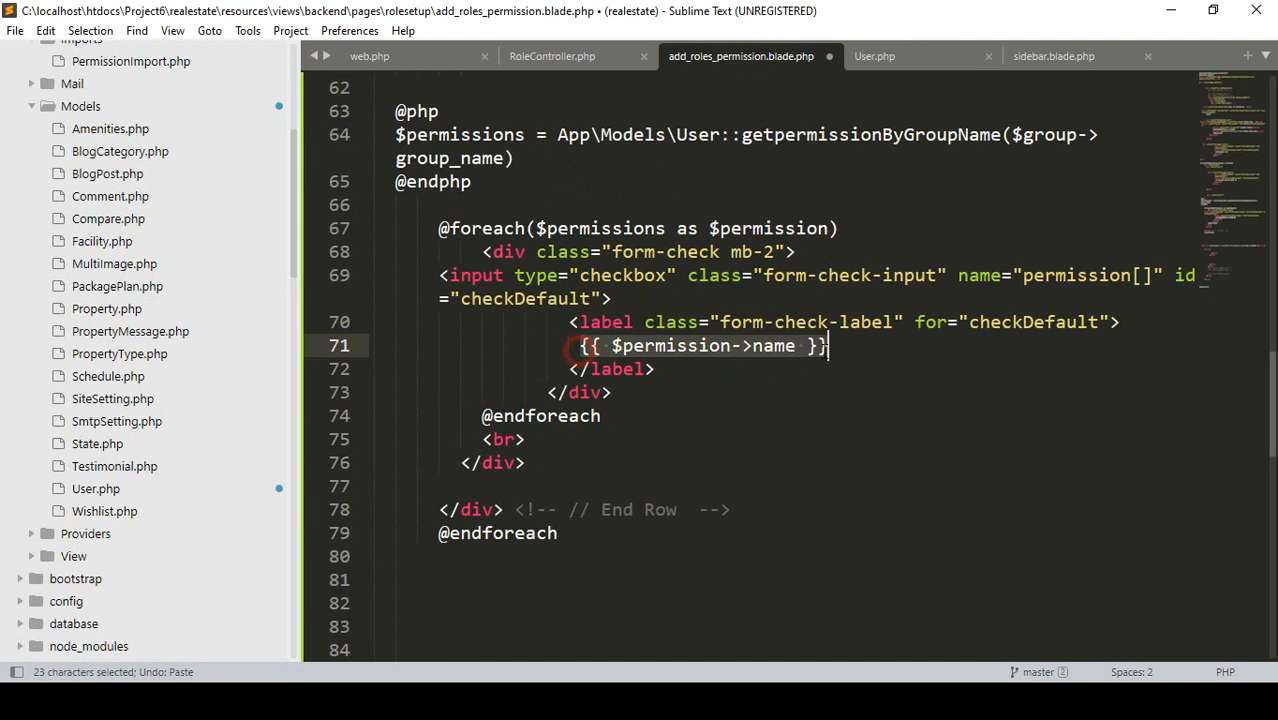 C:\localhost\htdocs\Project6\realestate\resources\views\backend\pages\rolesetup\add_roles_permission.blade.php • (realestate) - Sublime Text (UNREGISTERED)
File Edit Selection Find View Goto Tools Project Preferences Help
Imports
PermissionImport.php
Mail
Models
Amenities.php
BlogCategory.php
BlogPost.php
Comment.php
Compare.php
Facility.php
MultiImage.php
PackagePlan.php
Property.php
PropertyMessage.php
PropertyType.php
Schedule.php
SiteSetting.php
SmtpSetting.php
State.php
Testimonial.php
User.php
Wishlist.php
Providers
View
bootstrap
config
database
node_modules
web.php × RoleController.php × add_roles_permission.blade.php User.php × sidebar.blade.php ×
62
63 @php
64 $permissions = App\Models\User::getpermissionByGroupName($group->
group_name)
65 @endphp
66
67 @foreach($permissions as $permission)
68 <div class="form-check mb-2">
69 <input type="checkbox" class="form-check-input" name="permission[]" id
="checkDefault">
70 <label class="form-check-label" for="checkDefault">
71 {{ $permission->name }}
72 </label>
73 </div>
74 @endforeach
75 <br>
76 </div>
77
78 </div> <!-- // End Row -->
79 @endforeach
80
81
82
83
84
23 characters selected; Undo: Paste master 2 Spaces: 2 PHP